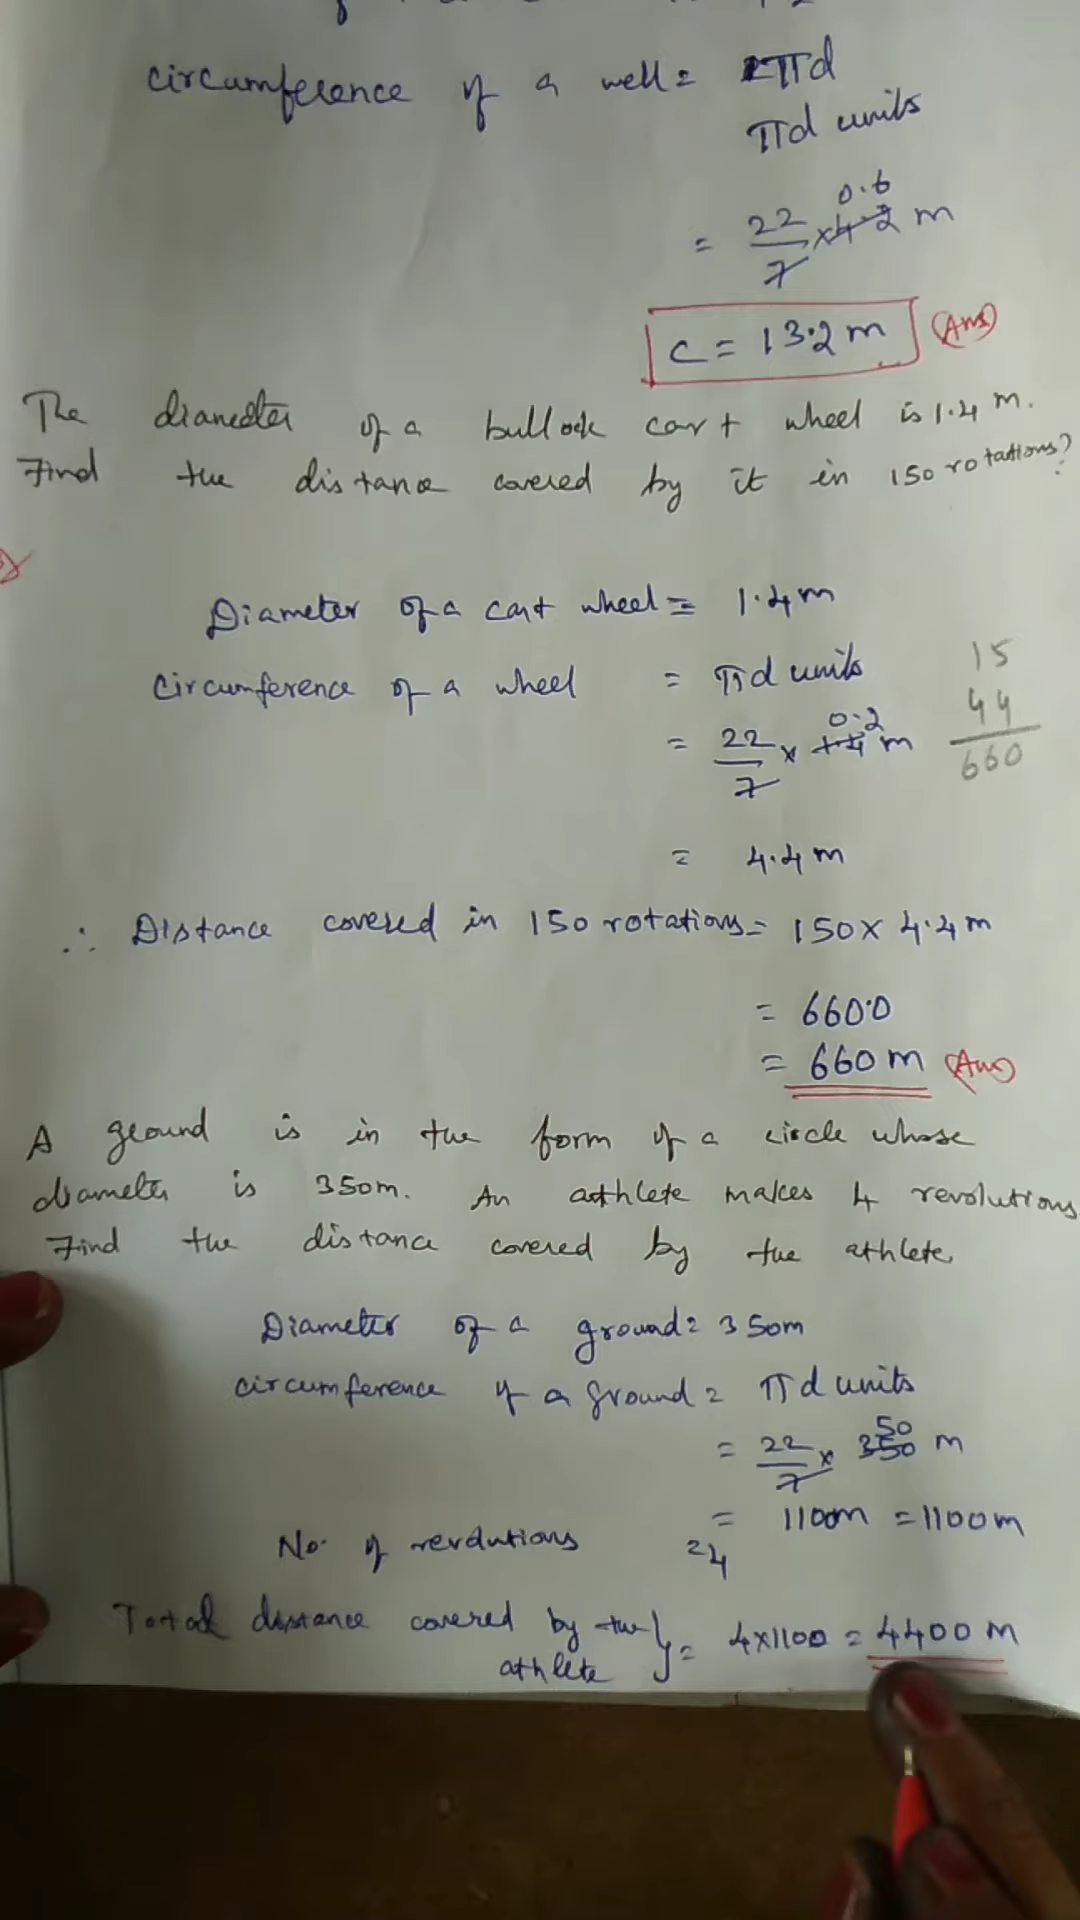 circumference of a well = πd
πd units
0.6
= 22/7 × 4.2 m
C = 13.2 m Ans
The diameter of a bullock cart wheel is 1.4 m.
Find the distance covered by it in 150 rotations?
Diameter of a cart wheel = 1.4m
Circumference of a wheel = πd units
15
44
660
0.2
= 22/7 × 1.4 m
= 4.4 m
∴ Distance covered in 150 rotations = 150 × 4.4 m
= 660.0
= 660 m Ans
A ground is in the form of a circle whose
diameter is 350m. An athlete makes 4 revolutions
Find the distance covered by the athlete
Diameter of a ground = 350m
circumference of a ground = πd units
50
= 22/7 × 350 m
= 1100m = 1100m
No. of revolutions = 4
Total distance covered by the athlete } = 4×1100 = 4400 m